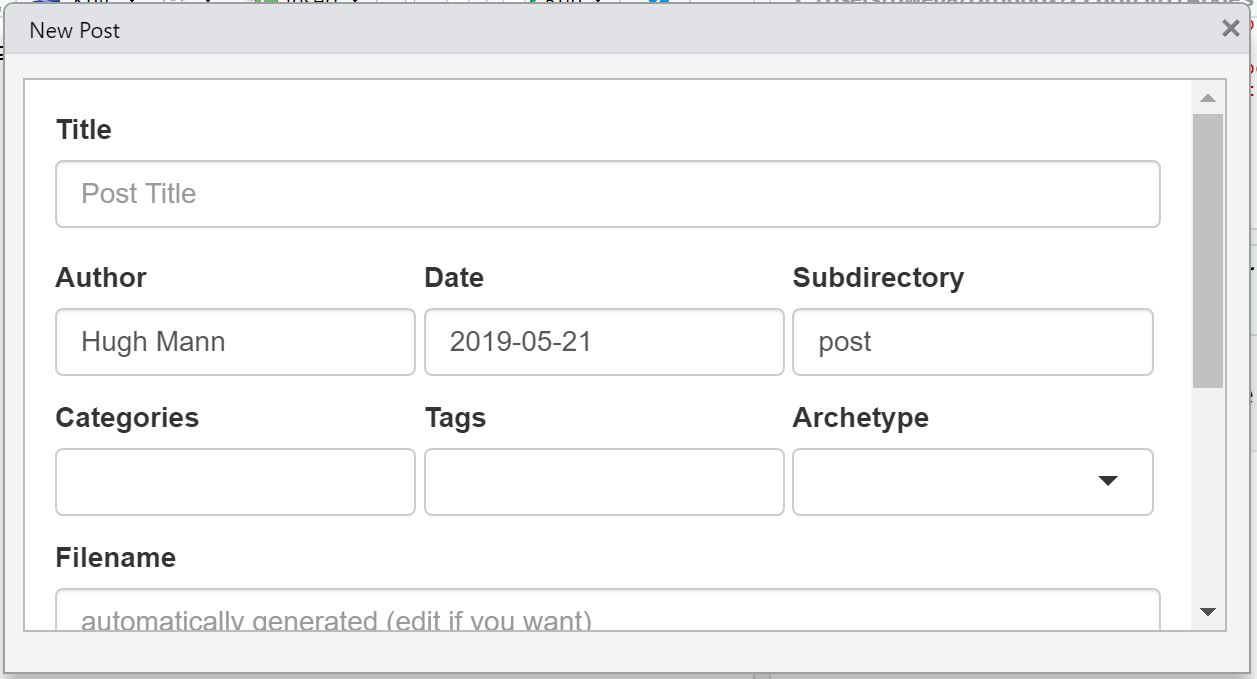 New Post
Title
Post Title
Author Date Subdirectory
Hugh Mann 2019-05-21 post
Categories Tags Archetype
Filename
automatically generated (edit if you want)